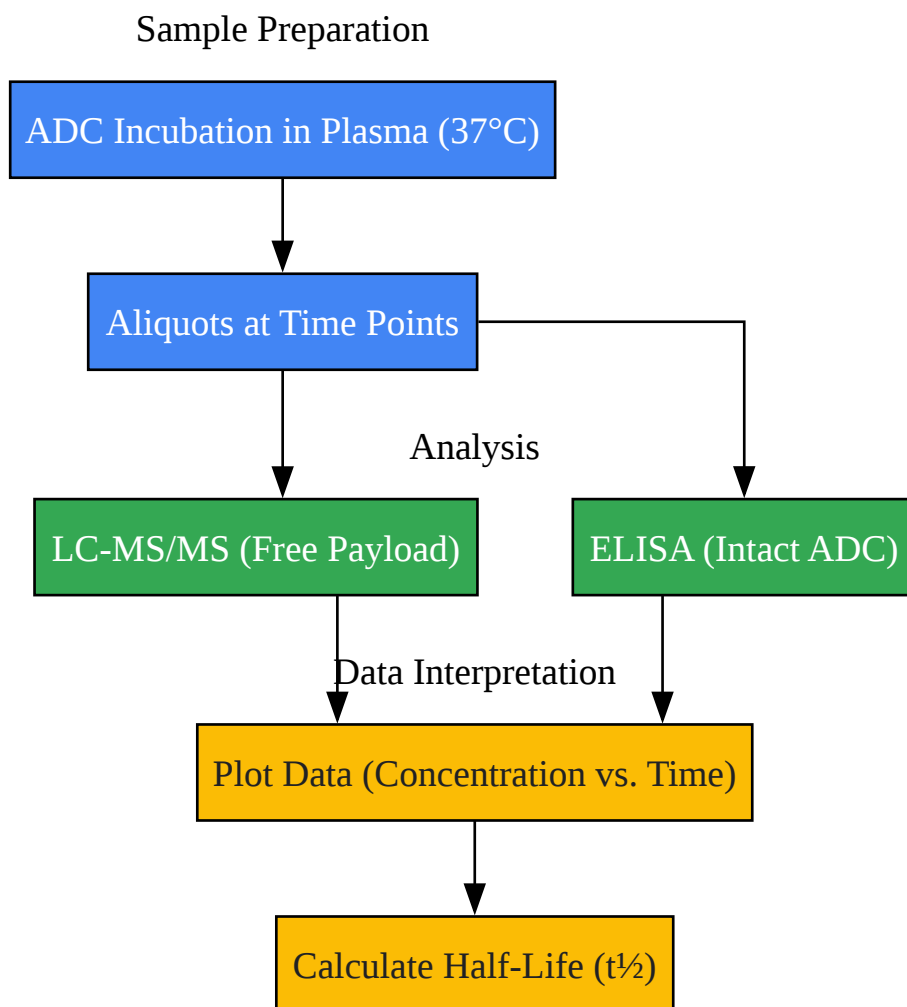 Sample Preparation
ADC Incubation in Plasma (37°C)
Aliquots at Time Points
Analysis
LC-MS/MS (Free Payload)
ELISA (Intact ADC)
Data Interpretation
Plot Data (Concentration vs. Time)
Calculate Half-Life (t½)